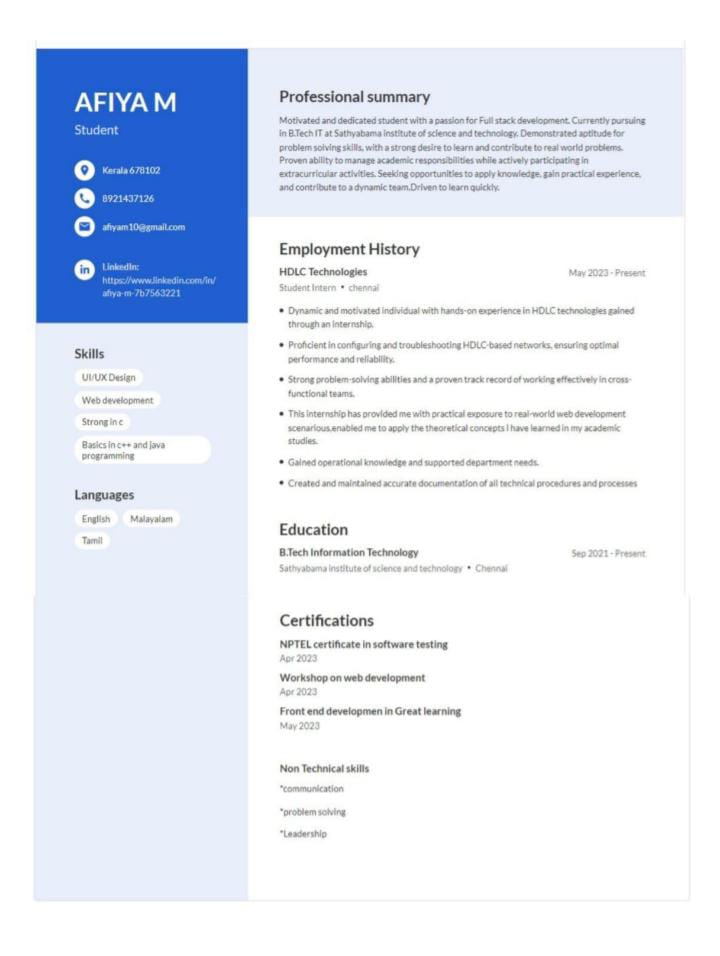 AFIYA M
Student
Kerala 678102
8921437126
afiyam10@gmail.com
LinkedIn:
https://www.linkedin.com/in/
afiya-m-7b7563221
Skills
UI/UX Design
Web development
Strong in c
Basics in c++ and java
programming
Languages
English
Malayalam
Tamil
Professional summary
Motivated and dedicated student with a passion for Full stack development. Currently pursuing
in B.Tech IT at Sathyabama institute of science and technology. Demonstrated aptitude for
problem solving skills, with a strong desire to learn and contribute to real world problems.
Proven ability to manage academic responsibilities while actively participating in
extracurricular activities. Seeking opportunities to apply knowledge, gain practical experience,
and contribute to a dynamic team.Driven to learn quickly.
Employment History
HDLC Technologies May 2023 - Present
Student Intern • chennai
• Dynamic and motivated individual with hands-on experience in HDLC technologies gained
through an internship.
• Proficient in configuring and troubleshooting HDLC-based networks, ensuring optimal
performance and reliability.
• Strong problem-solving abilities and a proven track record of working effectively in cross-
functional teams.
• This internship has provided me with practical exposure to real-world web development
scenarious,enabled me to apply the theoretical concepts i have learned in my academic
studies.
• Gained operational knowledge and supported department needs.
• Created and maintained accurate documentation of all technical procedures and processes
Education
B.Tech Information Technology Sep 2021 - Present
Sathyabama institute of science and technology • Chennai
Certifications
NPTEL certificate in software testing
Apr 2023
Workshop on web development
Apr 2023
Front end developmen in Great learning
May 2023
Non Technical skills
*communication
*problem solving
*Leadership